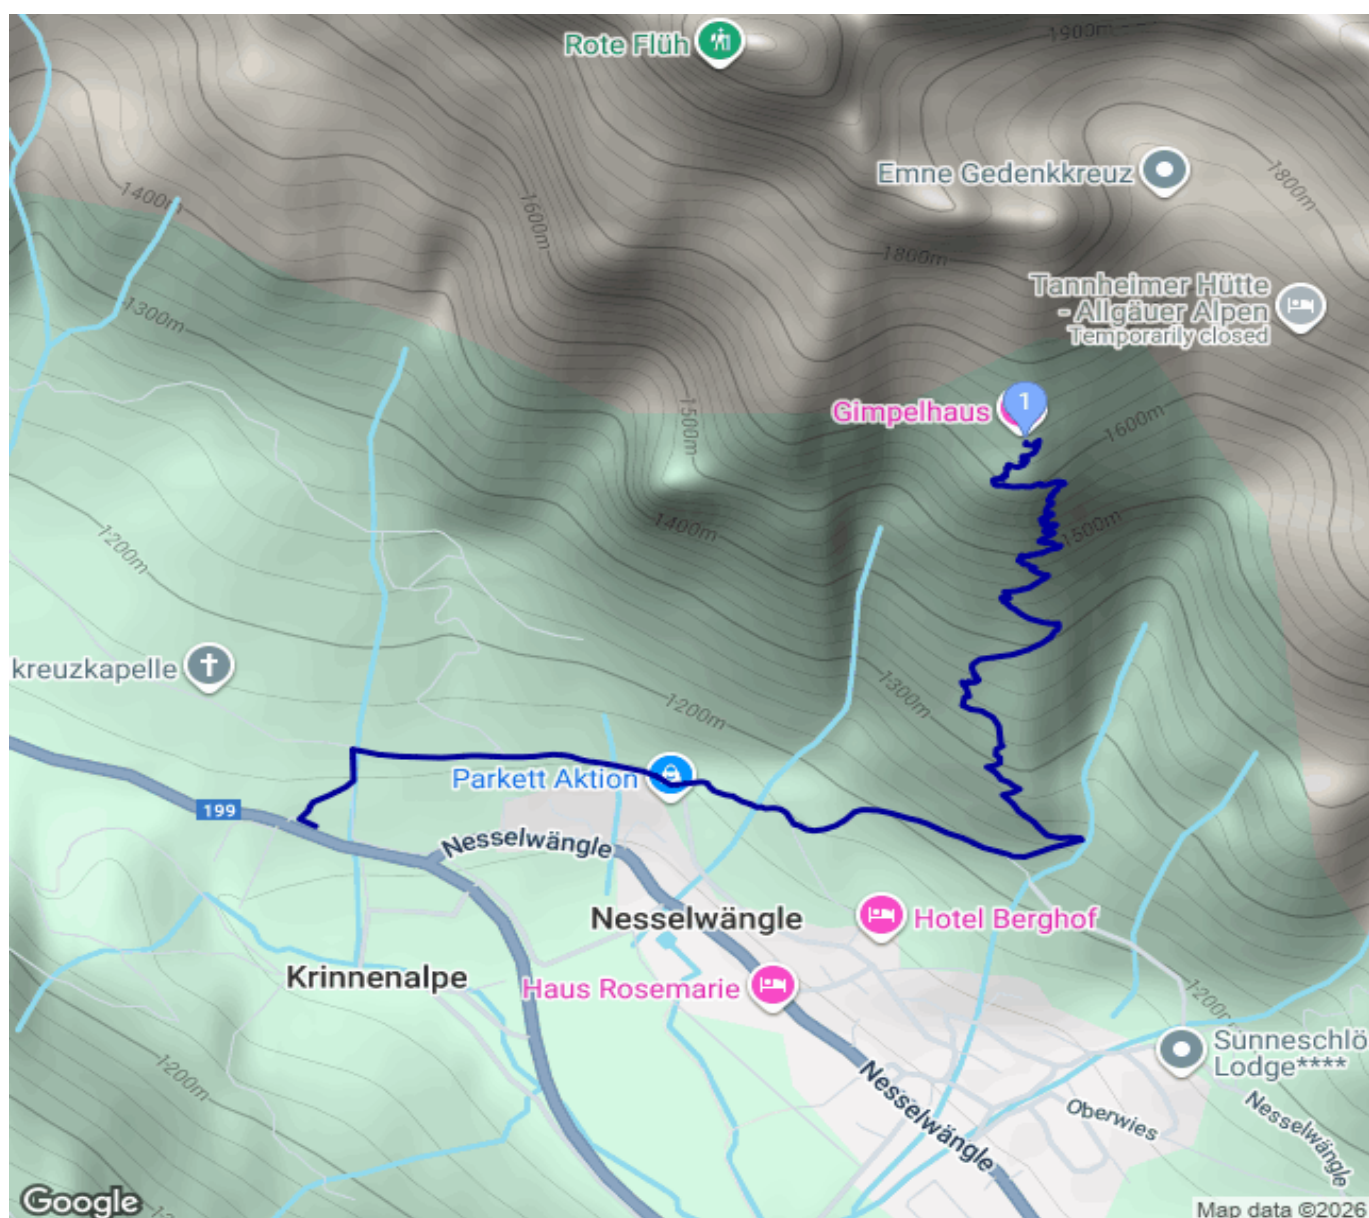 Rote Flüh
1900m
Emne Gedenkkreuz
1800m
1400m
1600m
1800m
Tannheimer Hütte
- Allgäuer Alpen
Temporarily closed
1300m
1
Gimpelhaus
1500m
1600m
1400m
1500m
1200m
kreuzkapelle
1300m
1200m
Parkett Aktion
199
Nesselwängle
Nesselwängle
Hotel Berghof
Krinnenalpe
Haus Rosemarie
1200m
Sunneschlö
Lodge****
1200m
Nesselwängle
Oberwies
Nesselwängle
Google
Map data ©2026